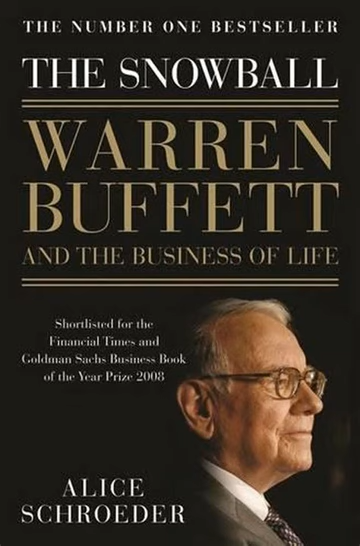 THE NUMBER ONE BESTSELLER
THE SNOWBALL
WARREN
BUFFETT
AND THE BUSINESS OF LIFE
Shortlisted for the
Financial Times and
Goldman Sachs Business Book
of the Year Prize 2008
ALICE
SCHROEDER